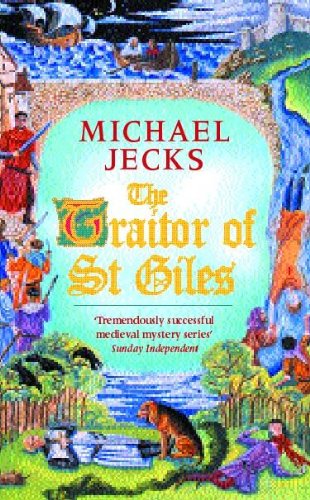 MICHAEL
JECKS
The
Traitor of
St Giles
'Tremendously successful
medieval mystery series'
Sunday Independent